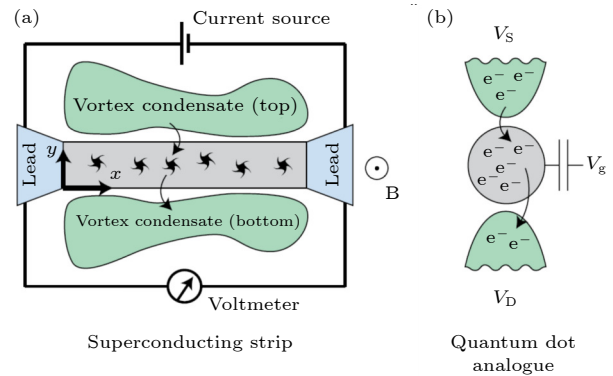 (a)
Current source
Vortex condensate (top)
Lead
y
x
Lead
B
Vortex condensate (bottom)
Voltmeter
Superconducting strip
(b)
V_S
e− e−
e−
e− e−
e−
e− e−
V_g
e− e−
V_D
Quantum dot
analogue